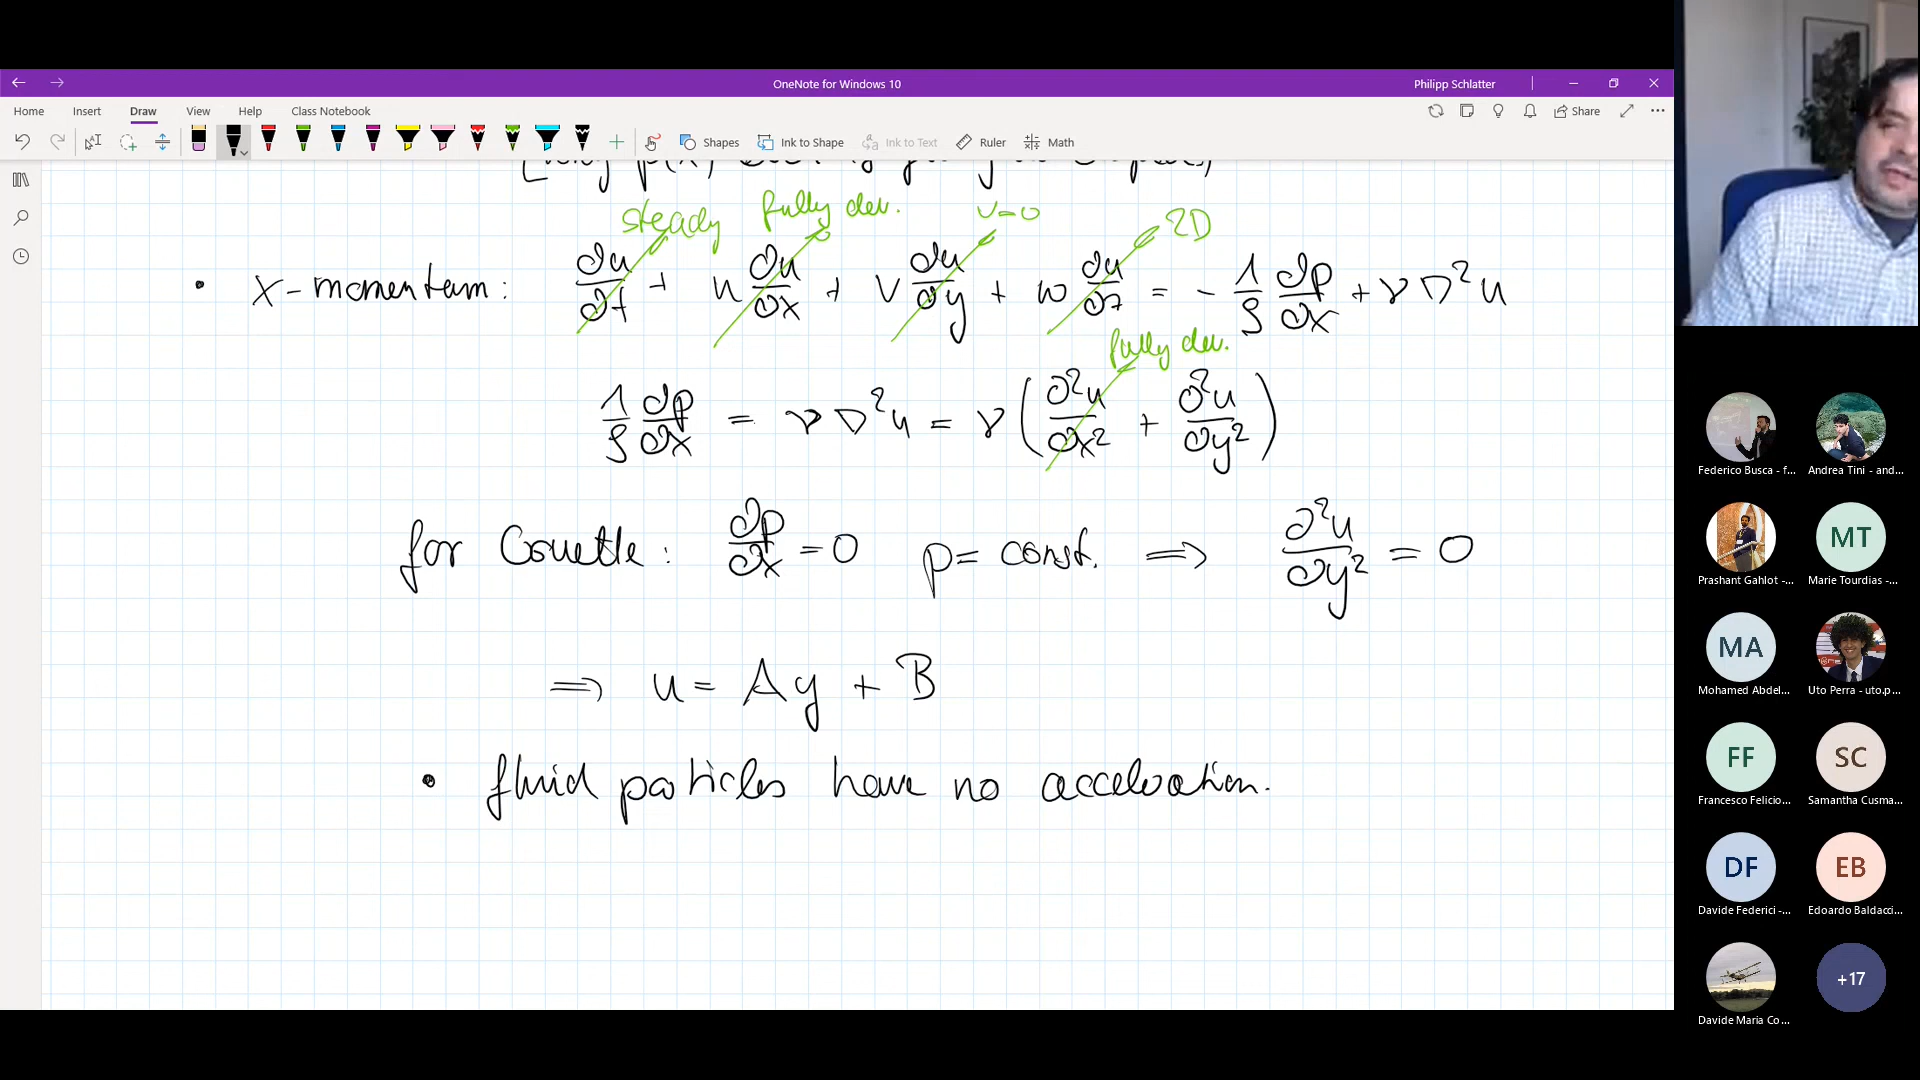 OneNote for Windows 10
Philipp Schlatter
Home Insert Draw View Help Class Notebook
Share
Shapes Ink to Shape Ink to Text Ruler Math
steady fully dev. v=0 2D
• x-momentum: ∂u/∂t + u ∂u/∂x + v ∂u/∂y + w ∂u/∂z = - 1/ρ ∂p/∂x + ν∇²u
fully dev.
1/ρ ∂p/∂x = ν∇²u = ν (∂²u/∂x² + ∂²u/∂y²)
for Couette: ∂p/∂x = 0 p = const. ⟹ ∂²u/∂y² = 0
⟹ u = Ay + B
• fluid particles have no acceleration.
Federico Busca - f... Andrea Tini - and...
MT
Prashant Gahlot -... Marie Tourdias -...
MA
Mohamed Abdel... Uto Perra - uto.p...
FF SC
Francesco Felicio... Samantha Cusma...
DF EB
Davide Federici -... Edoardo Baldacci...
+17
Davide Maria Co...